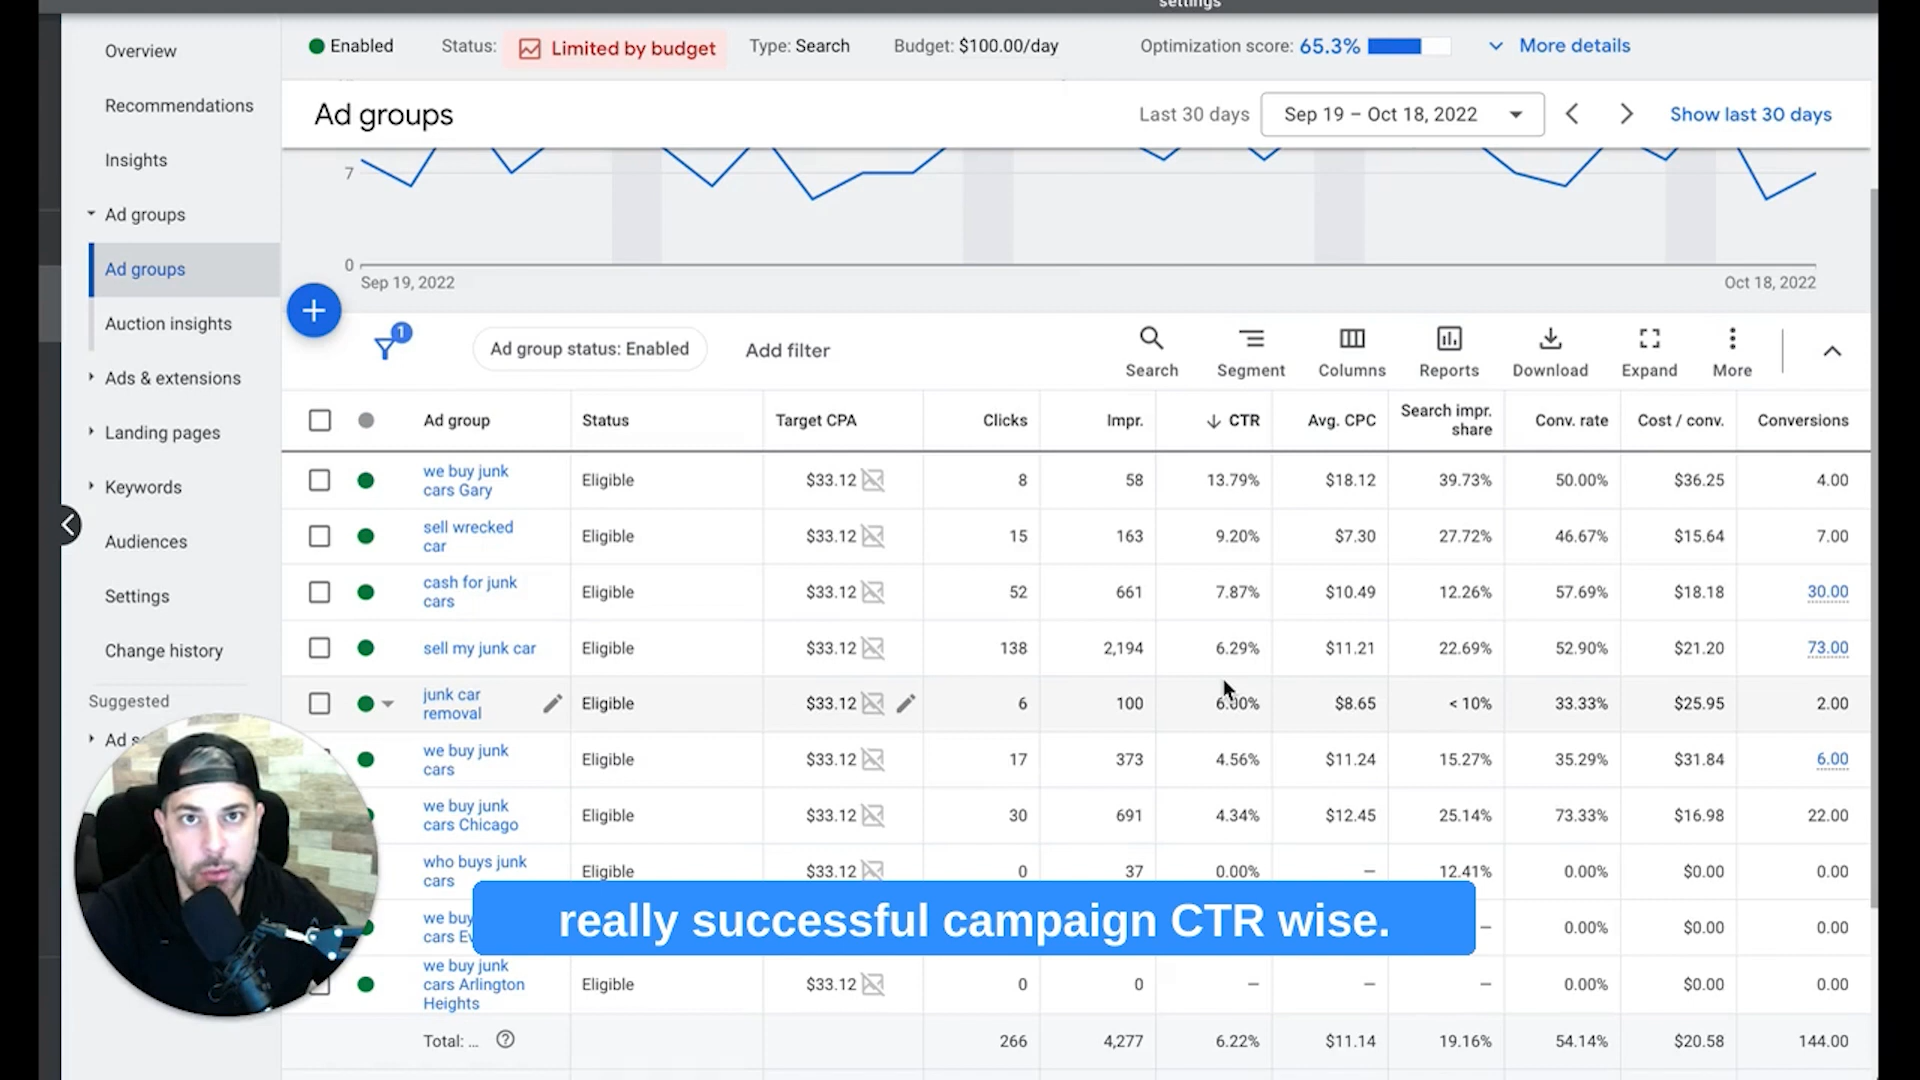 settings
Overview
Recommendations
Insights
Ad groups
Ad groups
Auction insights
Ads & extensions
Landing pages
Keywords
Audiences
Settings
Change history
Suggested
Enabled Status: Limited by budget Type: Search Budget: $100.00/day Optimization score: 65.3% More details
Ad groups Last 30 days Sep 19 – Oct 18, 2022 Show last 30 days
7
0
Sep 19, 2022 Oct 18, 2022
1
Ad group status: Enabled Add filter Search Segment Columns Reports Download Expand More
Ad group Status Target CPA Clicks Impr. CTR Avg. CPC Search impr. share Conv. rate Cost / conv. Conversions
we buy junk cars Gary Eligible $33.12 8 58 13.79% $18.12 39.73% 50.00% $36.25 4.00
sell wrecked car Eligible $33.12 15 163 9.20% $7.30 27.72% 46.67% $15.64 7.00
cash for junk cars Eligible $33.12 52 661 7.87% $10.49 12.26% 57.69% $18.18 30.00
sell my junk car Eligible $33.12 138 2,194 6.29% $11.21 22.69% 52.90% $21.20 73.00
junk car removal Eligible $33.12 6 100 6.00% $8.65 < 10% 33.33% $25.95 2.00
we buy junk cars Eligible $33.12 17 373 4.56% $11.24 15.27% 35.29% $31.84 6.00
we buy junk cars Chicago Eligible $33.12 30 691 4.34% $12.45 25.14% 73.33% $16.98 22.00
who buys junk cars Eligible $33.12 0 37 0.00% – 12.41% 0.00% $0.00 0.00
we cars – 0.00% $0.00 0.00
really successful campaign CTR wise.
we buy junk cars Arlington Heights Eligible $33.12 0 0 – – – 0.00% $0.00 0.00
Total: ... 266 4,277 6.22% $11.14 19.16% 54.14% $20.58 144.00